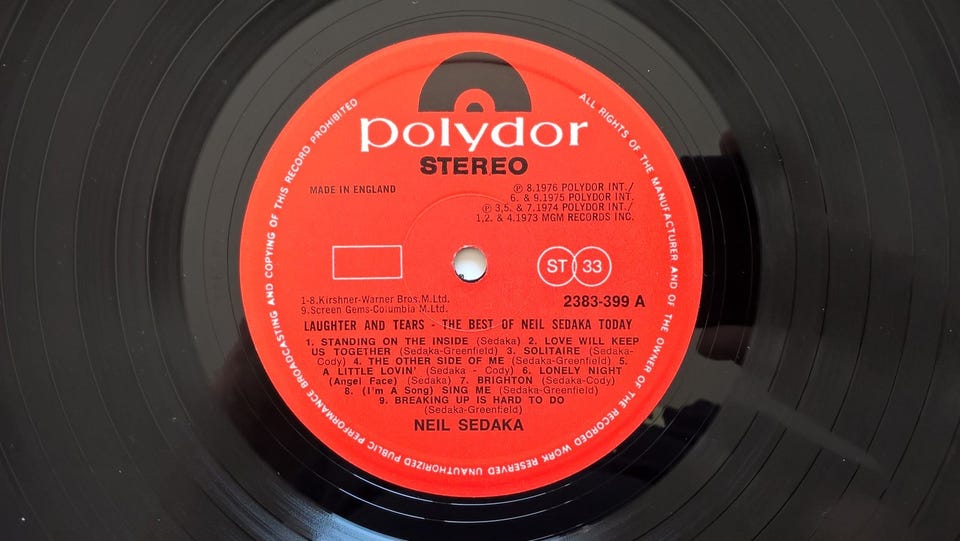 polydor
STEREO
MADE IN ENGLAND
℗ 8.1976 POLYDOR INT./
6. & 9.1975 POLYDOR INT.
℗ 3,5. & 7.1974 POLYDOR INT./
1,2. & 4.1973 MGM RECORDS INC.
ST 33
2383-399 A
1-8.Kirshner-Warner Bros.M.Ltd.
9.Screen Gems-Columbia M.Ltd.
LAUGHTER AND TEARS - THE BEST OF NEIL SEDAKA TODAY
1. STANDING ON THE INSIDE (Sedaka) 2. LOVE WILL KEEP
US TOGETHER (Sedaka-Greenfield) 3. SOLITAIRE (Sedaka-
Cody) 4. THE OTHER SIDE OF ME (Sedaka-Greenfield) 5.
A LITTLE LOVIN' (Sedaka - Cody) 6. LONELY NIGHT
(Angel Face) (Sedaka) 7. BRIGHTON (Sedaka-Cody)
8. (I'm A Song) SING ME (Sedaka-Greenfield)
9. BREAKING UP IS HARD TO DO
(Sedaka-Greenfield)
NEIL SEDAKA
ALL RIGHTS OF THE MANUFACTURER AND OF THE OWNER OF THE RECORDED WORK RESERVED UNAUTHORIZED PUBLIC PERFORMANCE BROADCASTING AND COPYING OF THIS RECORD PROHIBITED